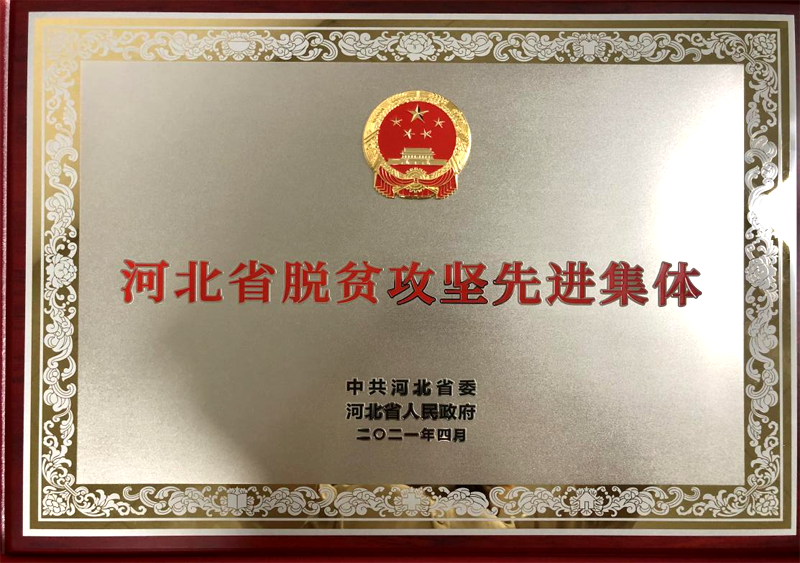 河北省脱贫攻坚先进集体
中共河北省委
河北省人民政府
二〇二一年四月